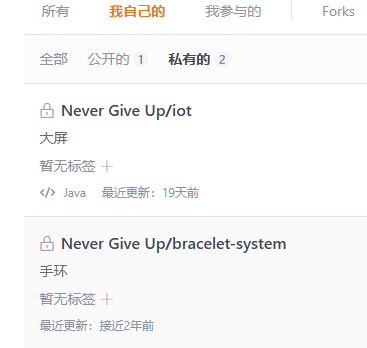 所有 我自己的 我参与的 Forks
全部 公开的 1 私有的 2
Never Give Up/iot
大屏
暂无标签
</> Java 最近更新：19天前
Never Give Up/bracelet-system
手环
暂无标签
最近更新：接近2年前